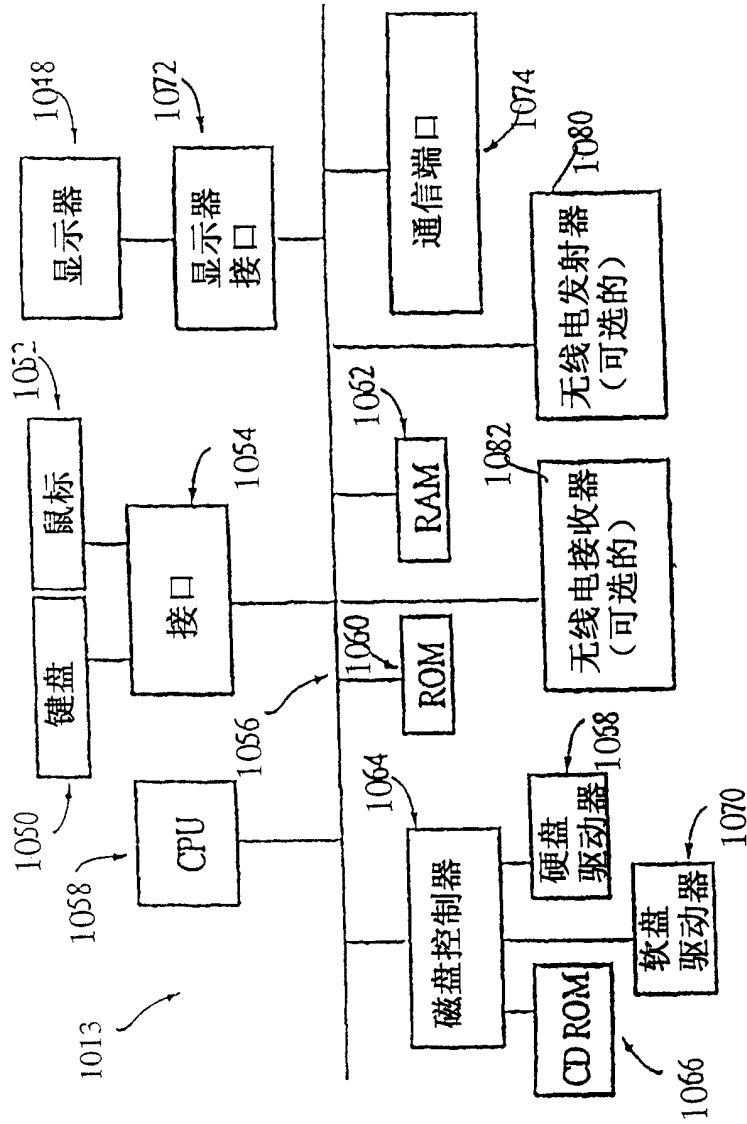 1013
1058
CPU
1050
键盘
1052
鼠标
接口
1054
1048
显示器
1072
显示器
接口
1056
磁盘控制器
1064
CD ROM
1066
硬盘
驱动器
1068
软盘
驱动器
1070
ROM
1060
RAM
1062
通信端口
1074
无线电接收器
(可选的)
1082
无线电发射器
(可选的)
1080